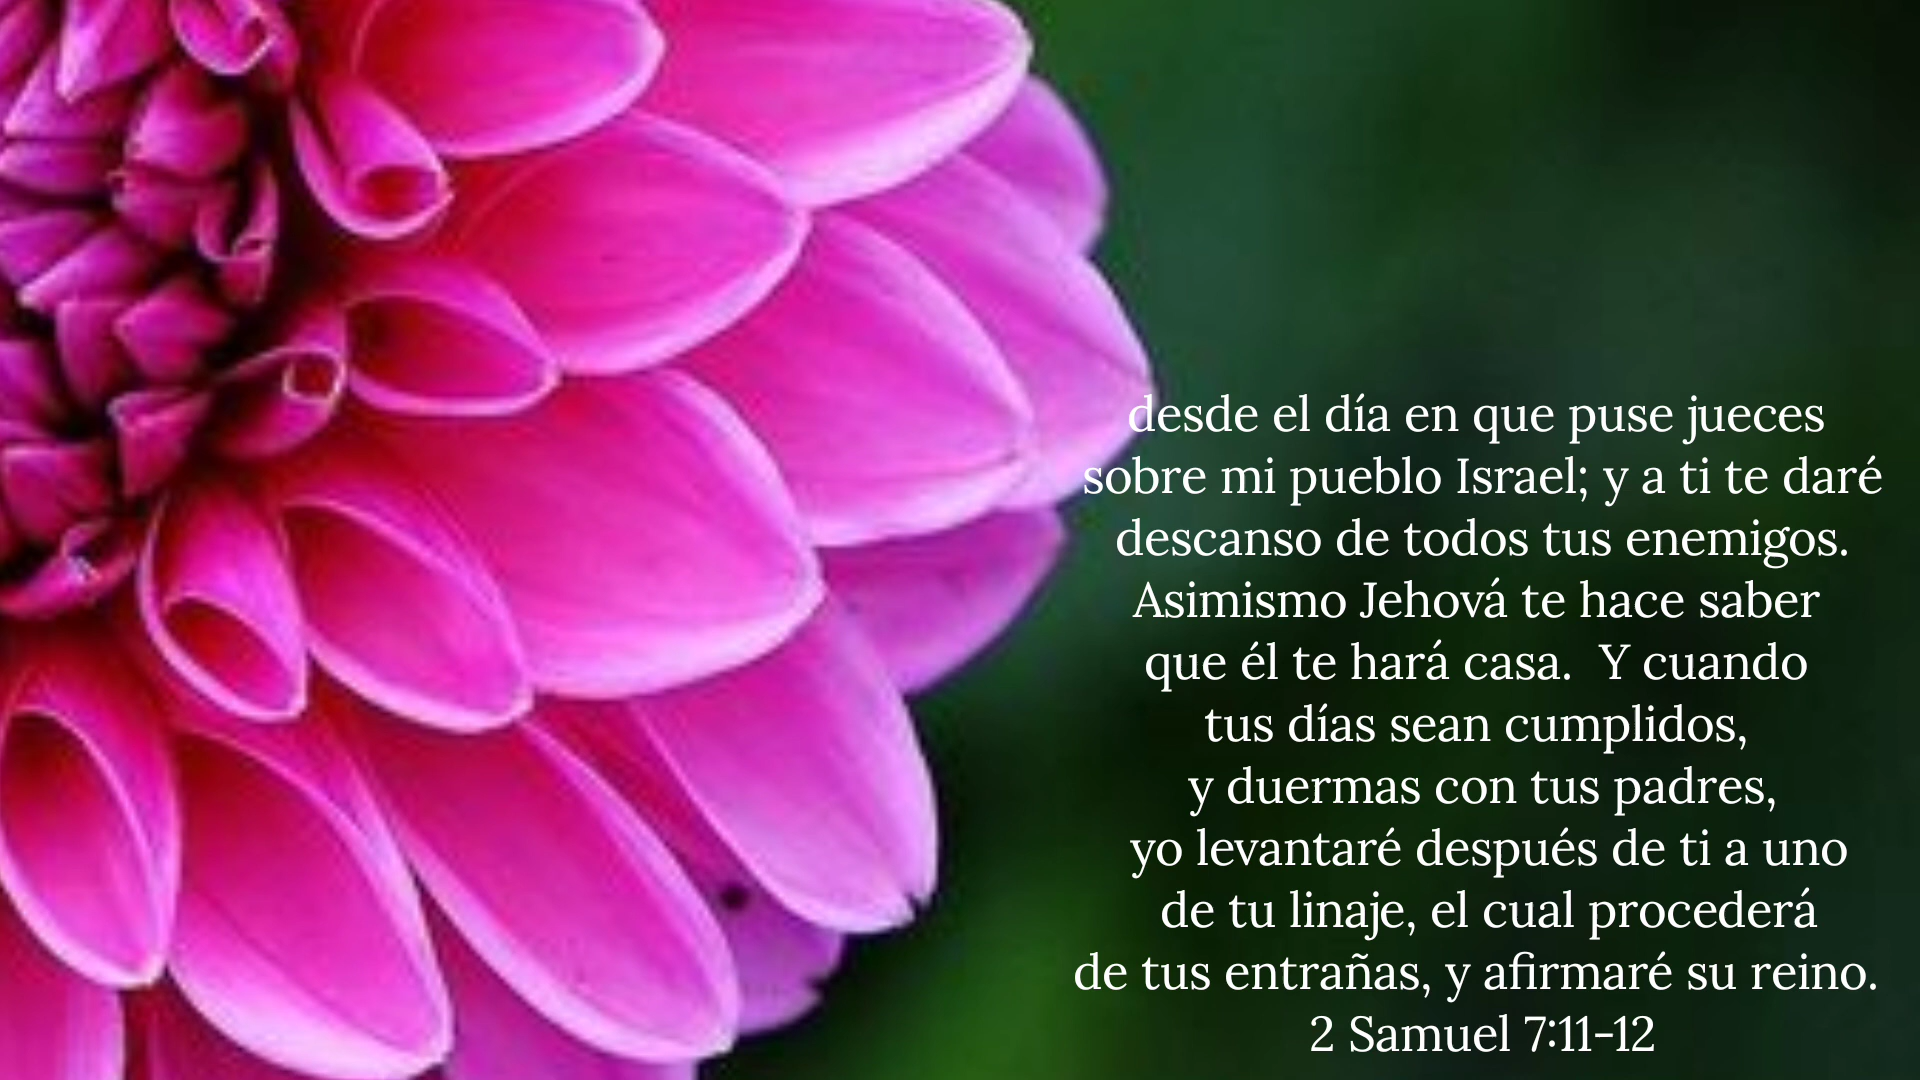 desde el día en que puse jueces
sobre mi pueblo Israel; y a ti te daré
descanso de todos tus enemigos.
Asimismo Jehová te hace saber
que él te hará casa.  Y cuando
tus días sean cumplidos,
y duermas con tus padres,
yo levantaré después de ti a uno
de tu linaje, el cual procederá
de tus entrañas, y afirmaré su reino.
2 Samuel 7:11-12